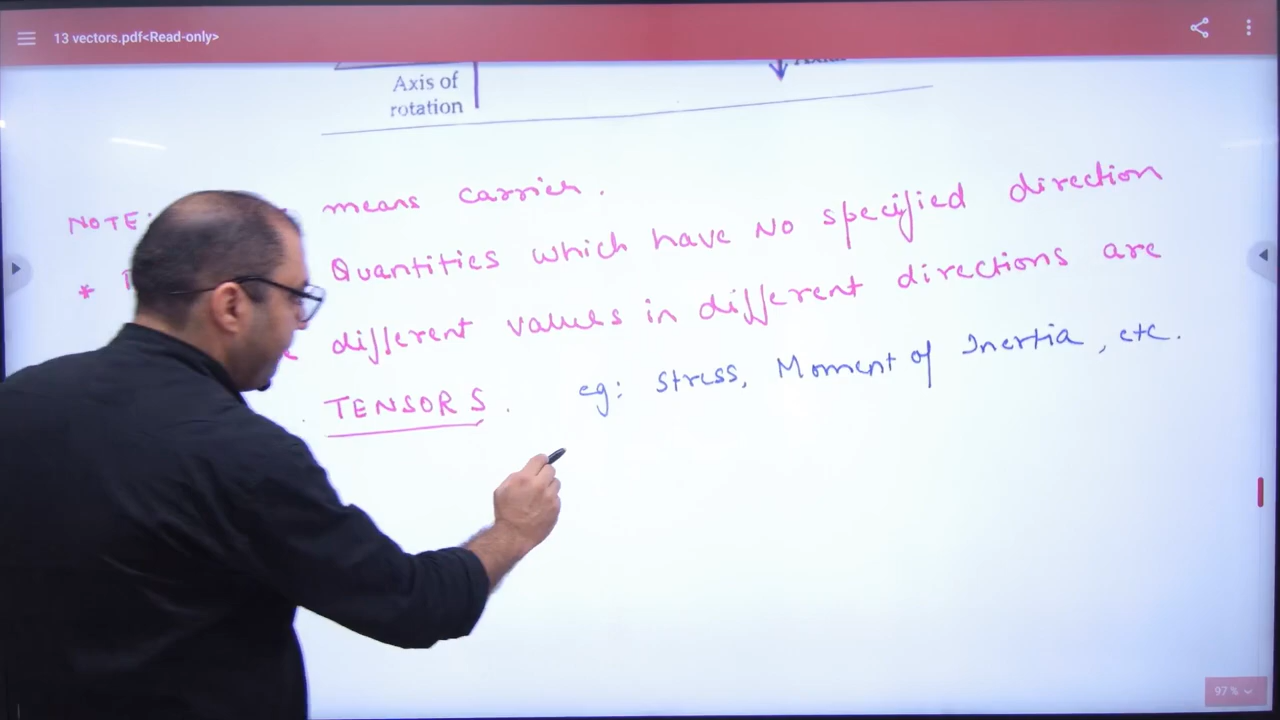 13 vectors.pdf<Read-only>
Axis of
rotation
NOTE: means carrier.
* Quantities which have No specified direction
different values in different directions are
TENSORS. eg: Stress, Moment of Inertia, etc.
97%